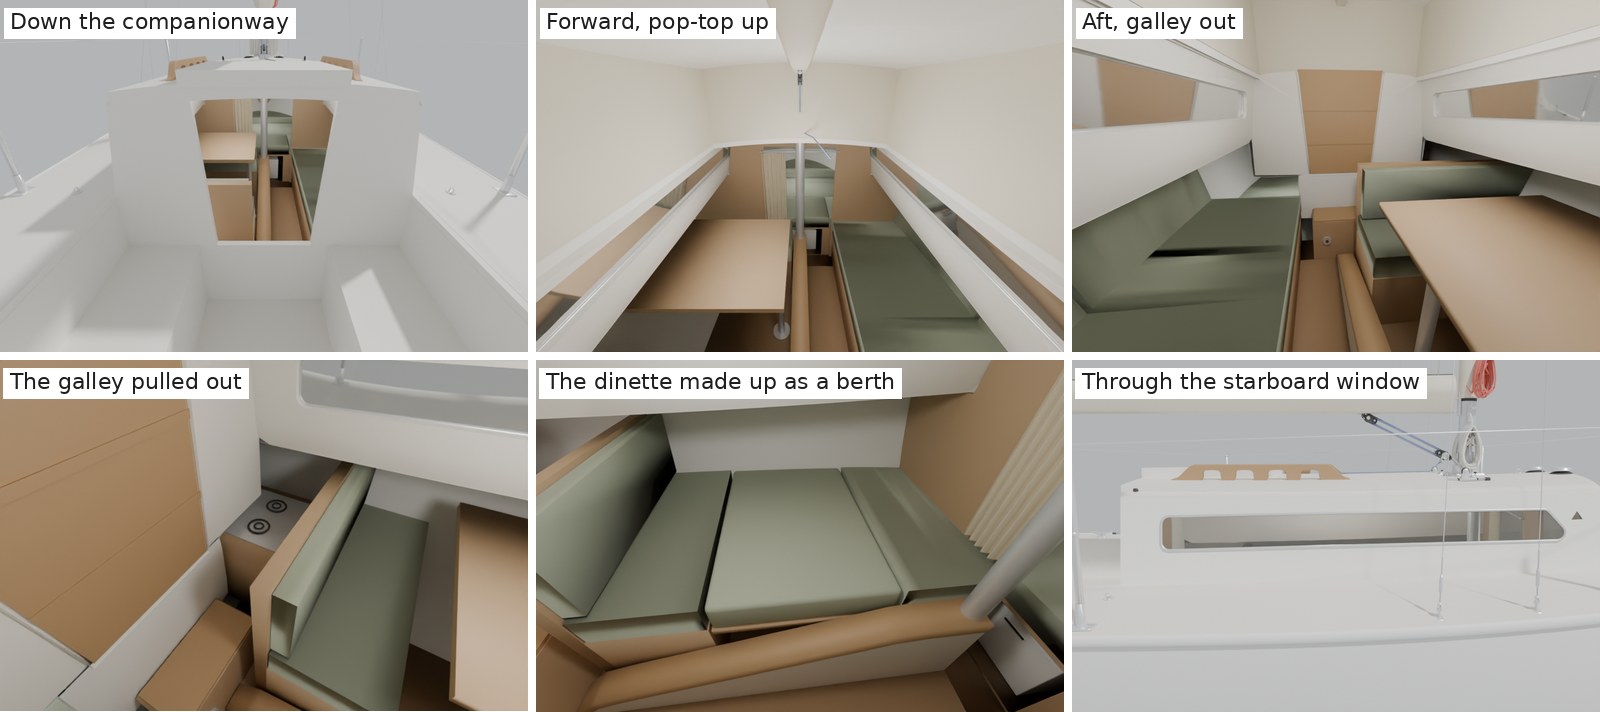 Down the companionway
Forward, pop-top up
Aft, galley out
The galley pulled out
The dinette made up as a berth
Through the starboard window